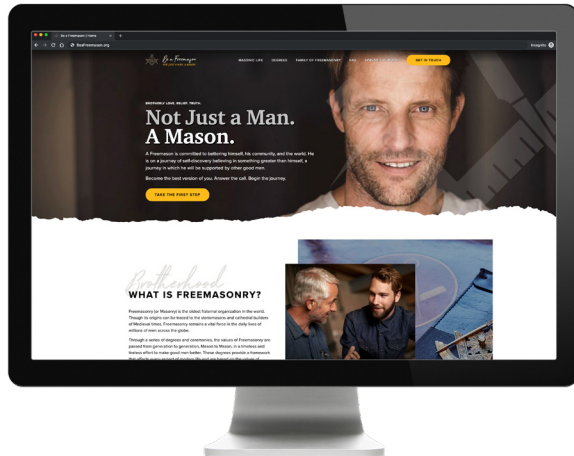 Be a Freemason | Home
BeaFreemason.org
Incognito
Be a Freemason
MASONIC LIFE
DEGREES
FAMILY OF FREEMASONRY
FAQ
GET IN TOUCH
BROTHERLY LOVE. RELIEF. TRUTH.
Not Just a Man.
A Mason.
A Freemason is committed to bettering himself, his community, and the world. He
is on a journey of self-discovery believing in something greater than himself, a
journey in which he will be supported by other good men.
Become the best version of you. Answer the call. Begin the journey.
TAKE THE FIRST STEP
Brotherhood
WHAT IS FREEMASONRY?
Freemasonry (or Masonry) is the oldest fraternal organization in the world.
Though its origins can be traced to the stonemasons and cathedral builders
of Medieval times, Freemasonry remains a vital force in the daily lives of
millions of men across the globe.
Through a series of degrees and ceremonies, the values of Freemasonry are
passed from generation to generation, Mason to Mason, in a timeless and
tireless effort to make good men better. These degrees provide a framework